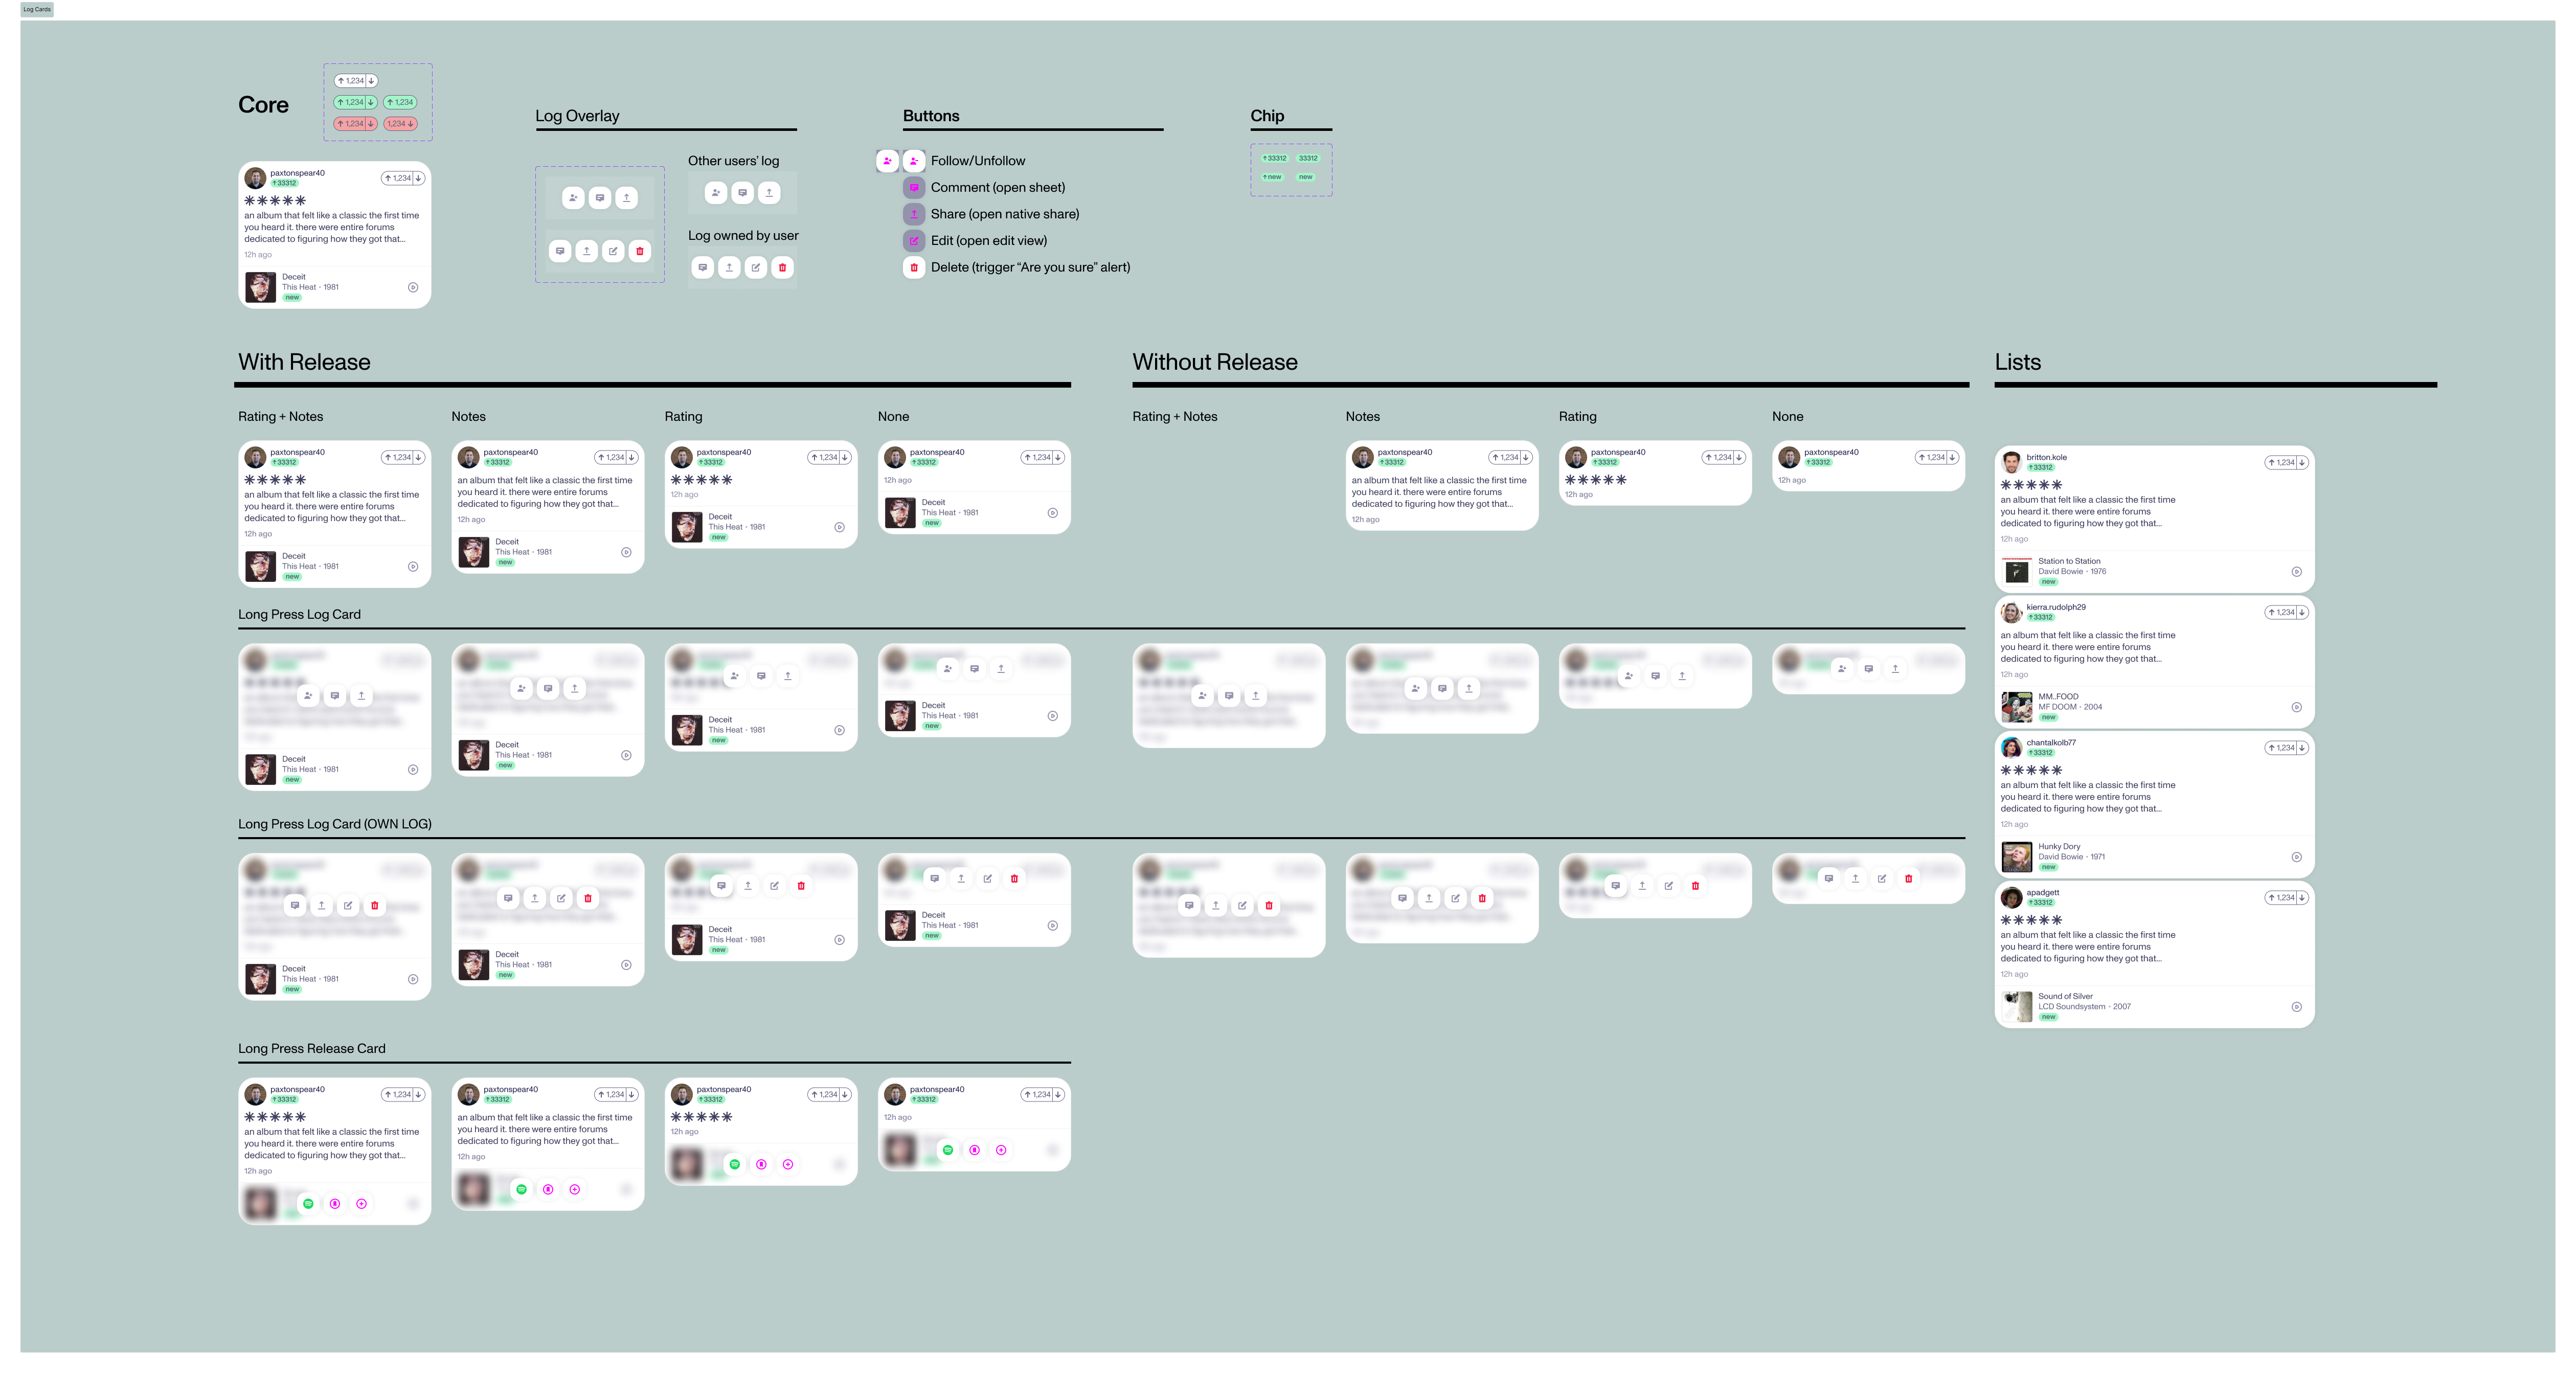 Log Cards
Core
↑ 1,234 ↓
↑ 1,234 ↓
↑ 1,234
↑ 1,234 ↓
1,234 ↓
paxtonspear40
↑33312
↑ 1,234 ↓
an album that felt like a classic the first time
you heard it. there were entire forums
dedicated to figuring how they got that...
12h ago
Deceit
This Heat • 1981
new
Log Overlay
Other users' log
Log owned by user
Buttons
Follow/Unfollow
Comment (open sheet)
Share (open native share)
Edit (open edit view)
Delete (trigger “Are you sure” alert)
Chip
↑33312
33312
↑new
new
With Release
Rating + Notes
Notes
Rating
None
paxtonspear40
↑33312
↑ 1,234 ↓
an album that felt like a classic the first time
you heard it. there were entire forums
dedicated to figuring how they got that...
12h ago
Deceit
This Heat • 1981
new
paxtonspear40
↑33312
↑ 1,234 ↓
an album that felt like a classic the first time
you heard it. there were entire forums
dedicated to figuring how they got that...
12h ago
Deceit
This Heat • 1981
new
paxtonspear40
↑33312
↑ 1,234 ↓
12h ago
Deceit
This Heat • 1981
new
paxtonspear40
↑33312
↑ 1,234 ↓
12h ago
Deceit
This Heat • 1981
new
Without Release
Rating + Notes
Notes
Rating
None
paxtonspear40
↑33312
↑ 1,234 ↓
an album that felt like a classic the first time
you heard it. there were entire forums
dedicated to figuring how they got that...
12h ago
paxtonspear40
↑33312
↑ 1,234 ↓
12h ago
paxtonspear40
↑33312
↑ 1,234 ↓
12h ago
Long Press Log Card
Deceit
This Heat • 1981
new
Deceit
This Heat • 1981
new
Deceit
This Heat • 1981
new
Deceit
This Heat • 1981
new
Long Press Log Card (OWN LOG)
Deceit
This Heat • 1981
new
Deceit
This Heat • 1981
new
Deceit
This Heat • 1981
new
Deceit
This Heat • 1981
new
Long Press Release Card
paxtonspear40
↑33312
↑ 1,234 ↓
an album that felt like a classic the first time
you heard it. there were entire forums
dedicated to figuring how they got that...
12h ago
paxtonspear40
↑33312
↑ 1,234 ↓
an album that felt like a classic the first time
you heard it. there were entire forums
dedicated to figuring how they got that...
12h ago
paxtonspear40
↑33312
↑ 1,234 ↓
12h ago
paxtonspear40
↑33312
↑ 1,234 ↓
12h ago
Lists
britton.kole
↑33312
↑ 1,234 ↓
an album that felt like a classic the first time
you heard it. there were entire forums
dedicated to figuring how they got that...
12h ago
Station to Station
David Bowie • 1976
new
kierra.rudolph29
↑33312
↑ 1,234 ↓
an album that felt like a classic the first time
you heard it. there were entire forums
dedicated to figuring how they got that...
12h ago
MM..FOOD
MF DOOM • 2004
new
chantalkolb77
↑33312
↑ 1,234 ↓
an album that felt like a classic the first time
you heard it. there were entire forums
dedicated to figuring how they got that...
12h ago
Hunky Dory
David Bowie • 1971
new
apadgett
↑33312
↑ 1,234 ↓
an album that felt like a classic the first time
you heard it. there were entire forums
dedicated to figuring how they got that...
12h ago
Sound of Silver
LCD Soundsystem • 2007
new